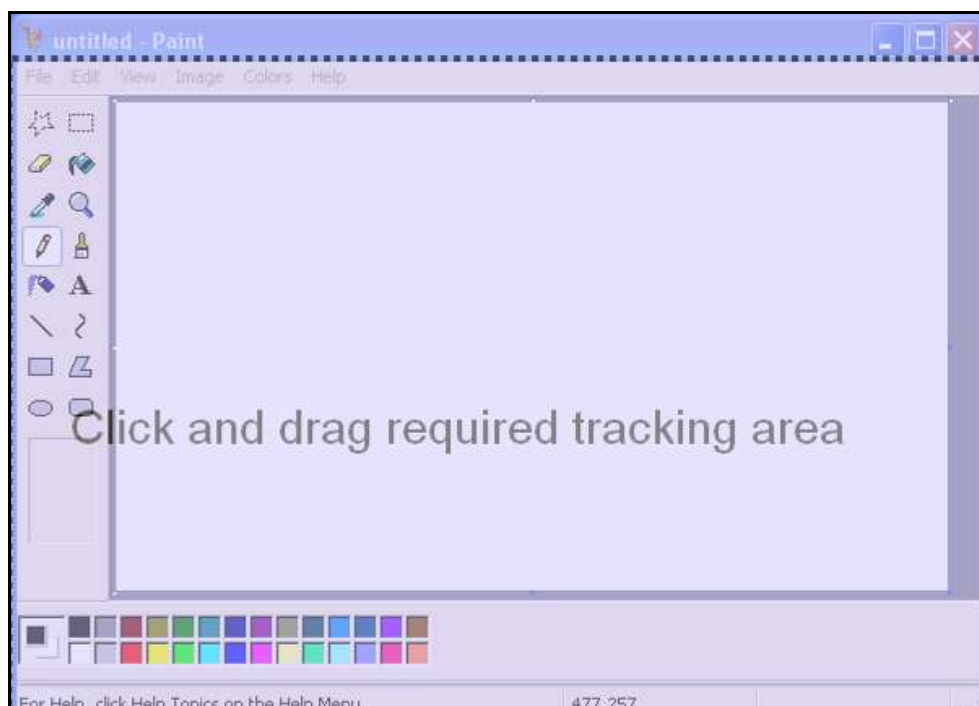 untitled - Paint
File Edit View Image Colors Help
A
Click and drag required tracking area
For Help, click Help Topics on the Help Menu. 477,257